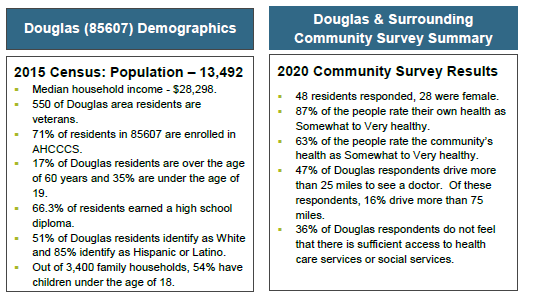 Douglas (85607) Demographics
2015 Census: Population – 13,492
▪ Median household income - $28,298.
▪ 550 of Douglas area residents are
veterans.
▪ 71% of residents in 85607 are enrolled in
AHCCCS.
▪ 17% of Douglas residents are over the age
of 60 years and 35% are under the age of
19.
▪ 66.3% of residents earned a high school
diploma.
▪ 51% of Douglas residents identify as White
and 85% identify as Hispanic or Latino.
▪ Out of 3,400 family households, 54% have
children under the age of 18.
Douglas & Surrounding
Community Survey Summary
2020 Community Survey Results
▪ 48 residents responded, 28 were female.
▪ 87% of the people rate their own health as
Somewhat to Very healthy.
▪ 63% of the people rate the community’s
health as Somewhat to Very healthy.
▪ 47% of Douglas respondents drive more
than 25 miles to see a doctor.  Of these
respondents, 16% drive more than 75
miles.
▪ 36% of Douglas respondents do not feel
that there is sufficient access to health
care services or social services.